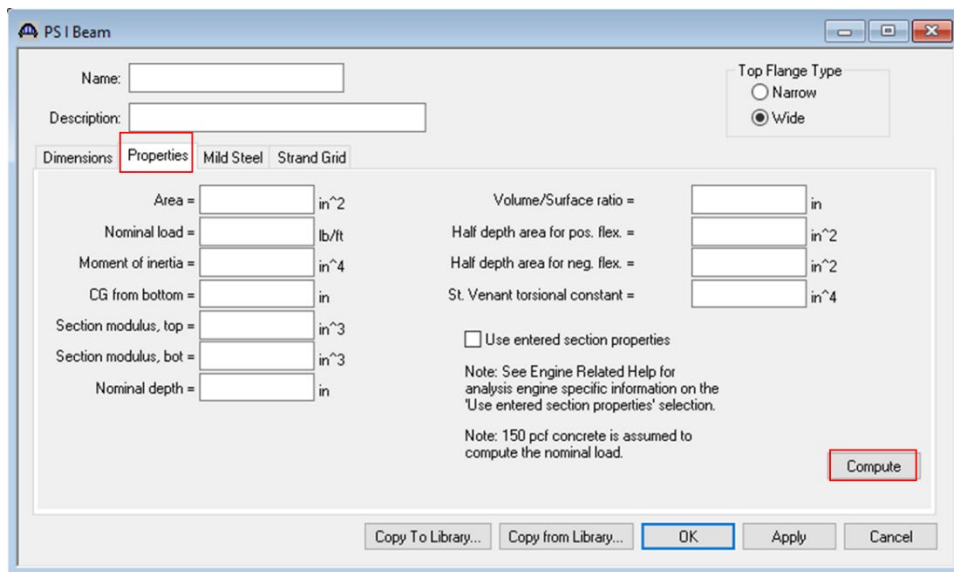 PS I Beam
Name:
Description:
Top Flange Type
Narrow
Wide
Dimensions Properties Mild Steel Strand Grid
Area = in^2
Nominal load = lb/ft
Moment of inertia = in^4
CG from bottom = in
Section modulus, top = in^3
Section modulus, bot = in^3
Nominal depth = in
Volume/Surface ratio = in
Half depth area for pos. flex. = in^2
Half depth area for neg. flex. = in^2
St. Venant torsional constant = in^4
Use entered section properties
Note: See Engine Related Help for
analysis engine specific information on the
'Use entered section properties' selection.
Note: 150 pcf concrete is assumed to
compute the nominal load.
Compute
Copy To Library... Copy from Library... OK Apply Cancel